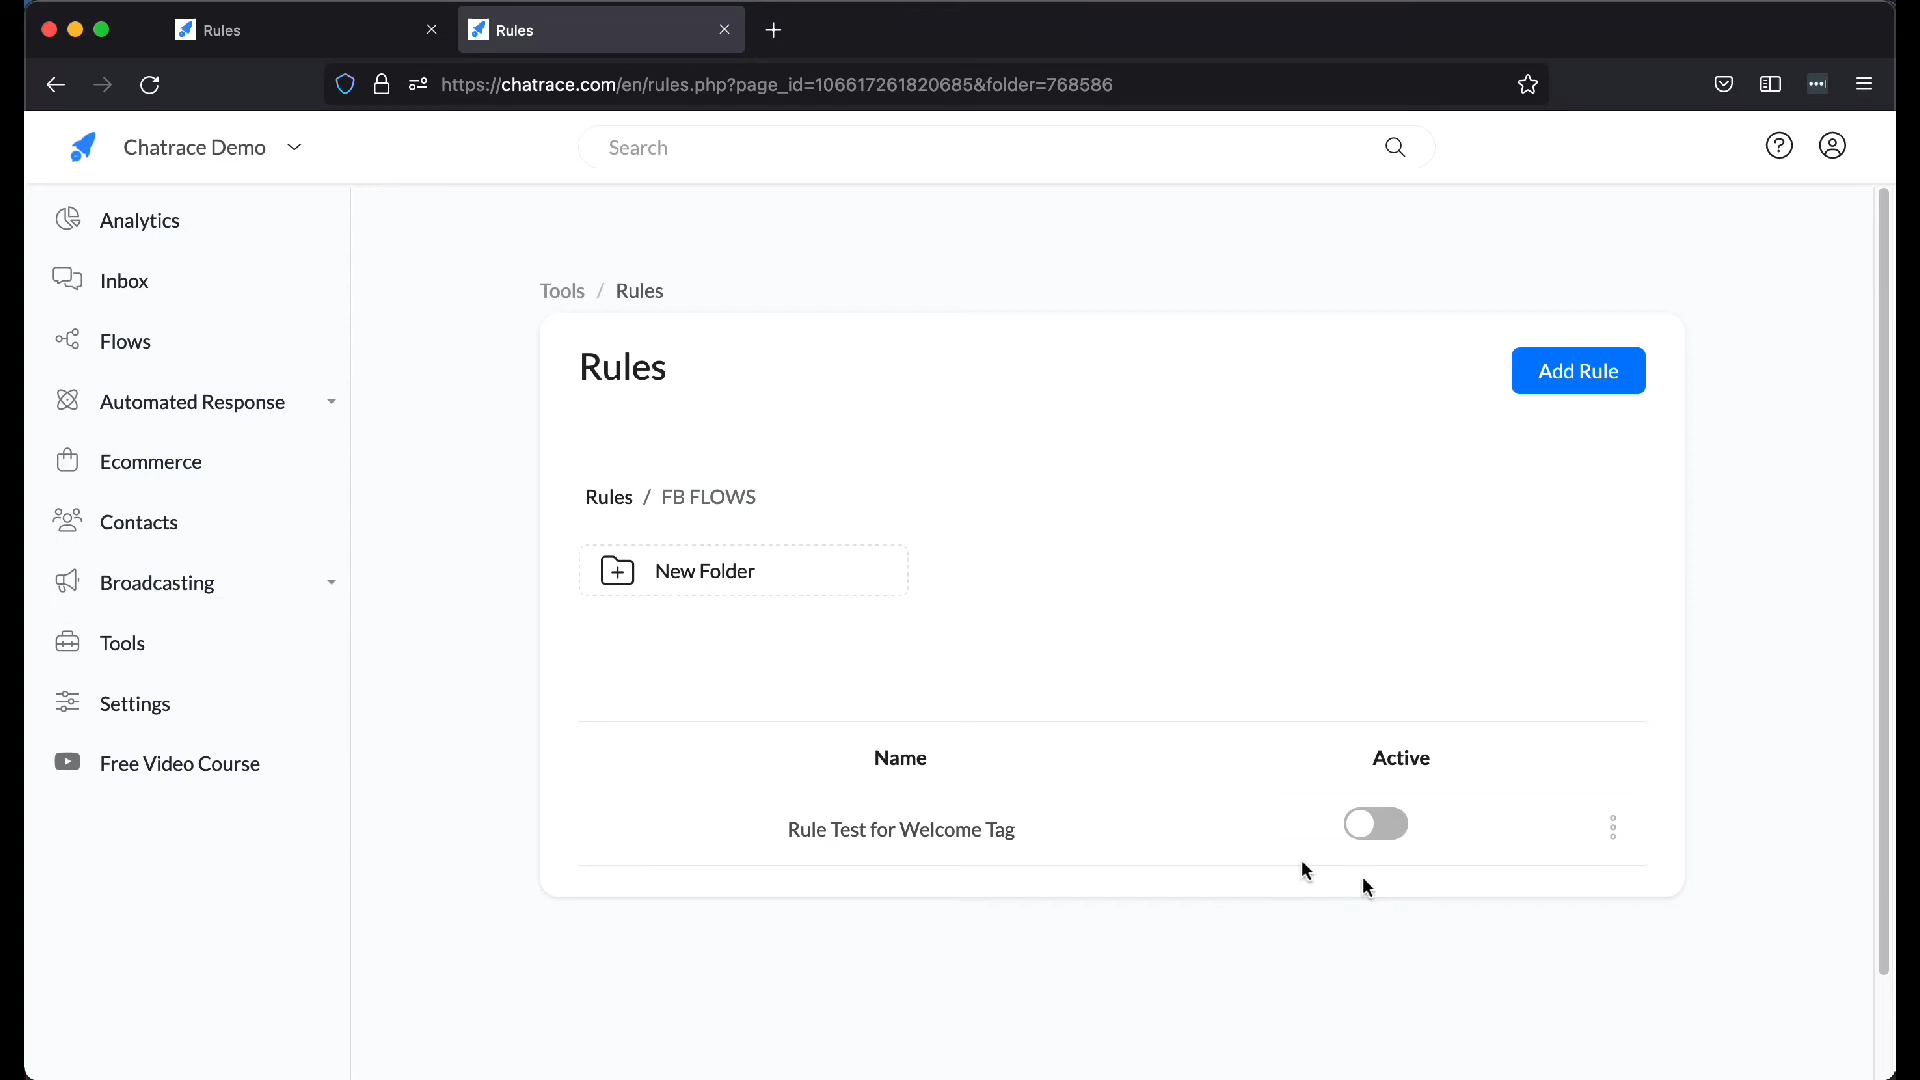 Rules
Rules
https://chatrace.com/en/rules.php?page_id=106617261820685&folder=768586
Chatrace Demo
Search
Analytics
Inbox
Flows
Automated Response
Ecommerce
Contacts
Broadcasting
Tools
Settings
Free Video Course
Tools / Rules
Rules
Add Rule
Rules / FB FLOWS
New Folder
Name Active
Rule Test for Welcome Tag